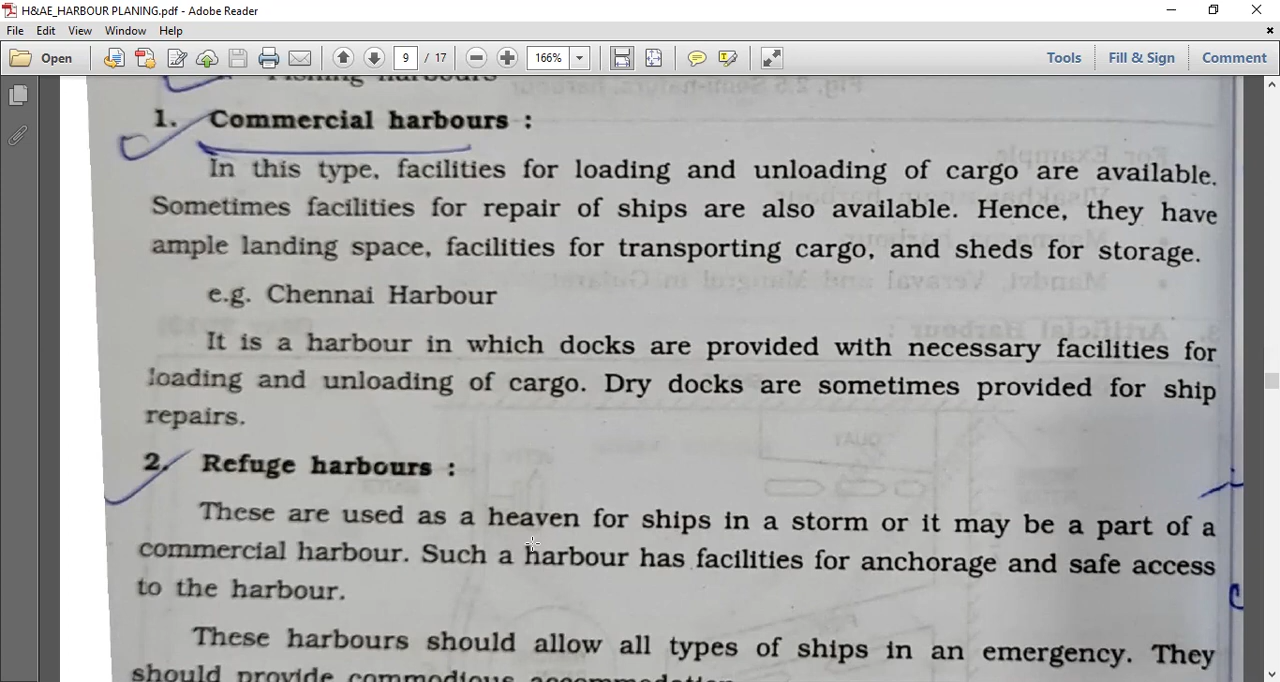 H&AE_HARBOUR PLANING.pdf - Adobe Reader
File Edit View Window Help
Open 9 / 17 166% Tools Fill & Sign Comment
Fishing harbours
1. Commercial harbours :
In this type, facilities for loading and unloading of cargo are available.
Sometimes facilities for repair of ships are also available. Hence, they have
ample landing space, facilities for transporting cargo, and sheds for storage.
e.g. Chennai Harbour
It is a harbour in which docks are provided with necessary facilities for
loading and unloading of cargo. Dry docks are sometimes provided for ship
repairs.
2. Refuge harbours :
These are used as a heaven for ships in a storm or it may be a part of a
commercial harbour. Such a harbour has facilities for anchorage and safe access
to the harbour.
These harbours should allow all types of ships in an emergency. They
should provide commodious accommodation